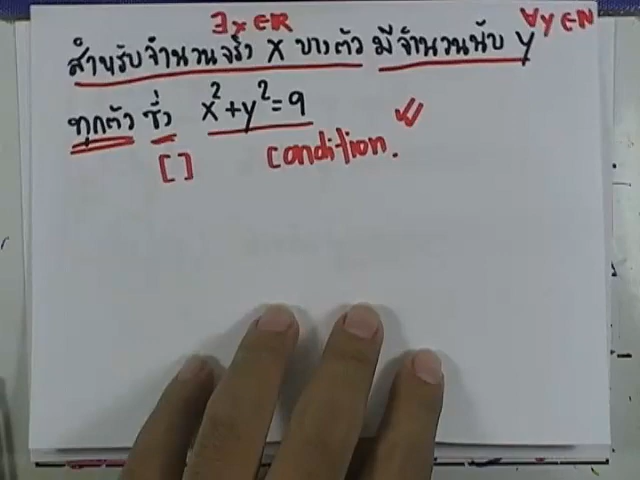 ∃x∈R ∀y∈N
สำหรับจำนวนจริง x บางตัว มีจำนวนนับ y
ทุกตัว ซึ่ง x²+y²=9
[ ] condition.